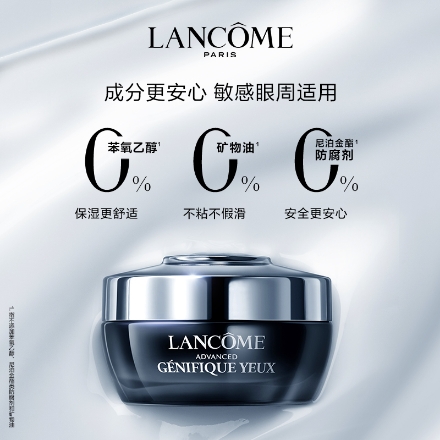 LANCÔME
PARIS
成分更安心 敏感眼周适用
0%
苯氧乙醇¹
0%
矿物油¹
0%
尼泊金酯¹
防腐剂
保湿更舒适
不粘不假滑
安全更安心
LANCÔME
ADVANCED
GÉNIFIQUE YEUX